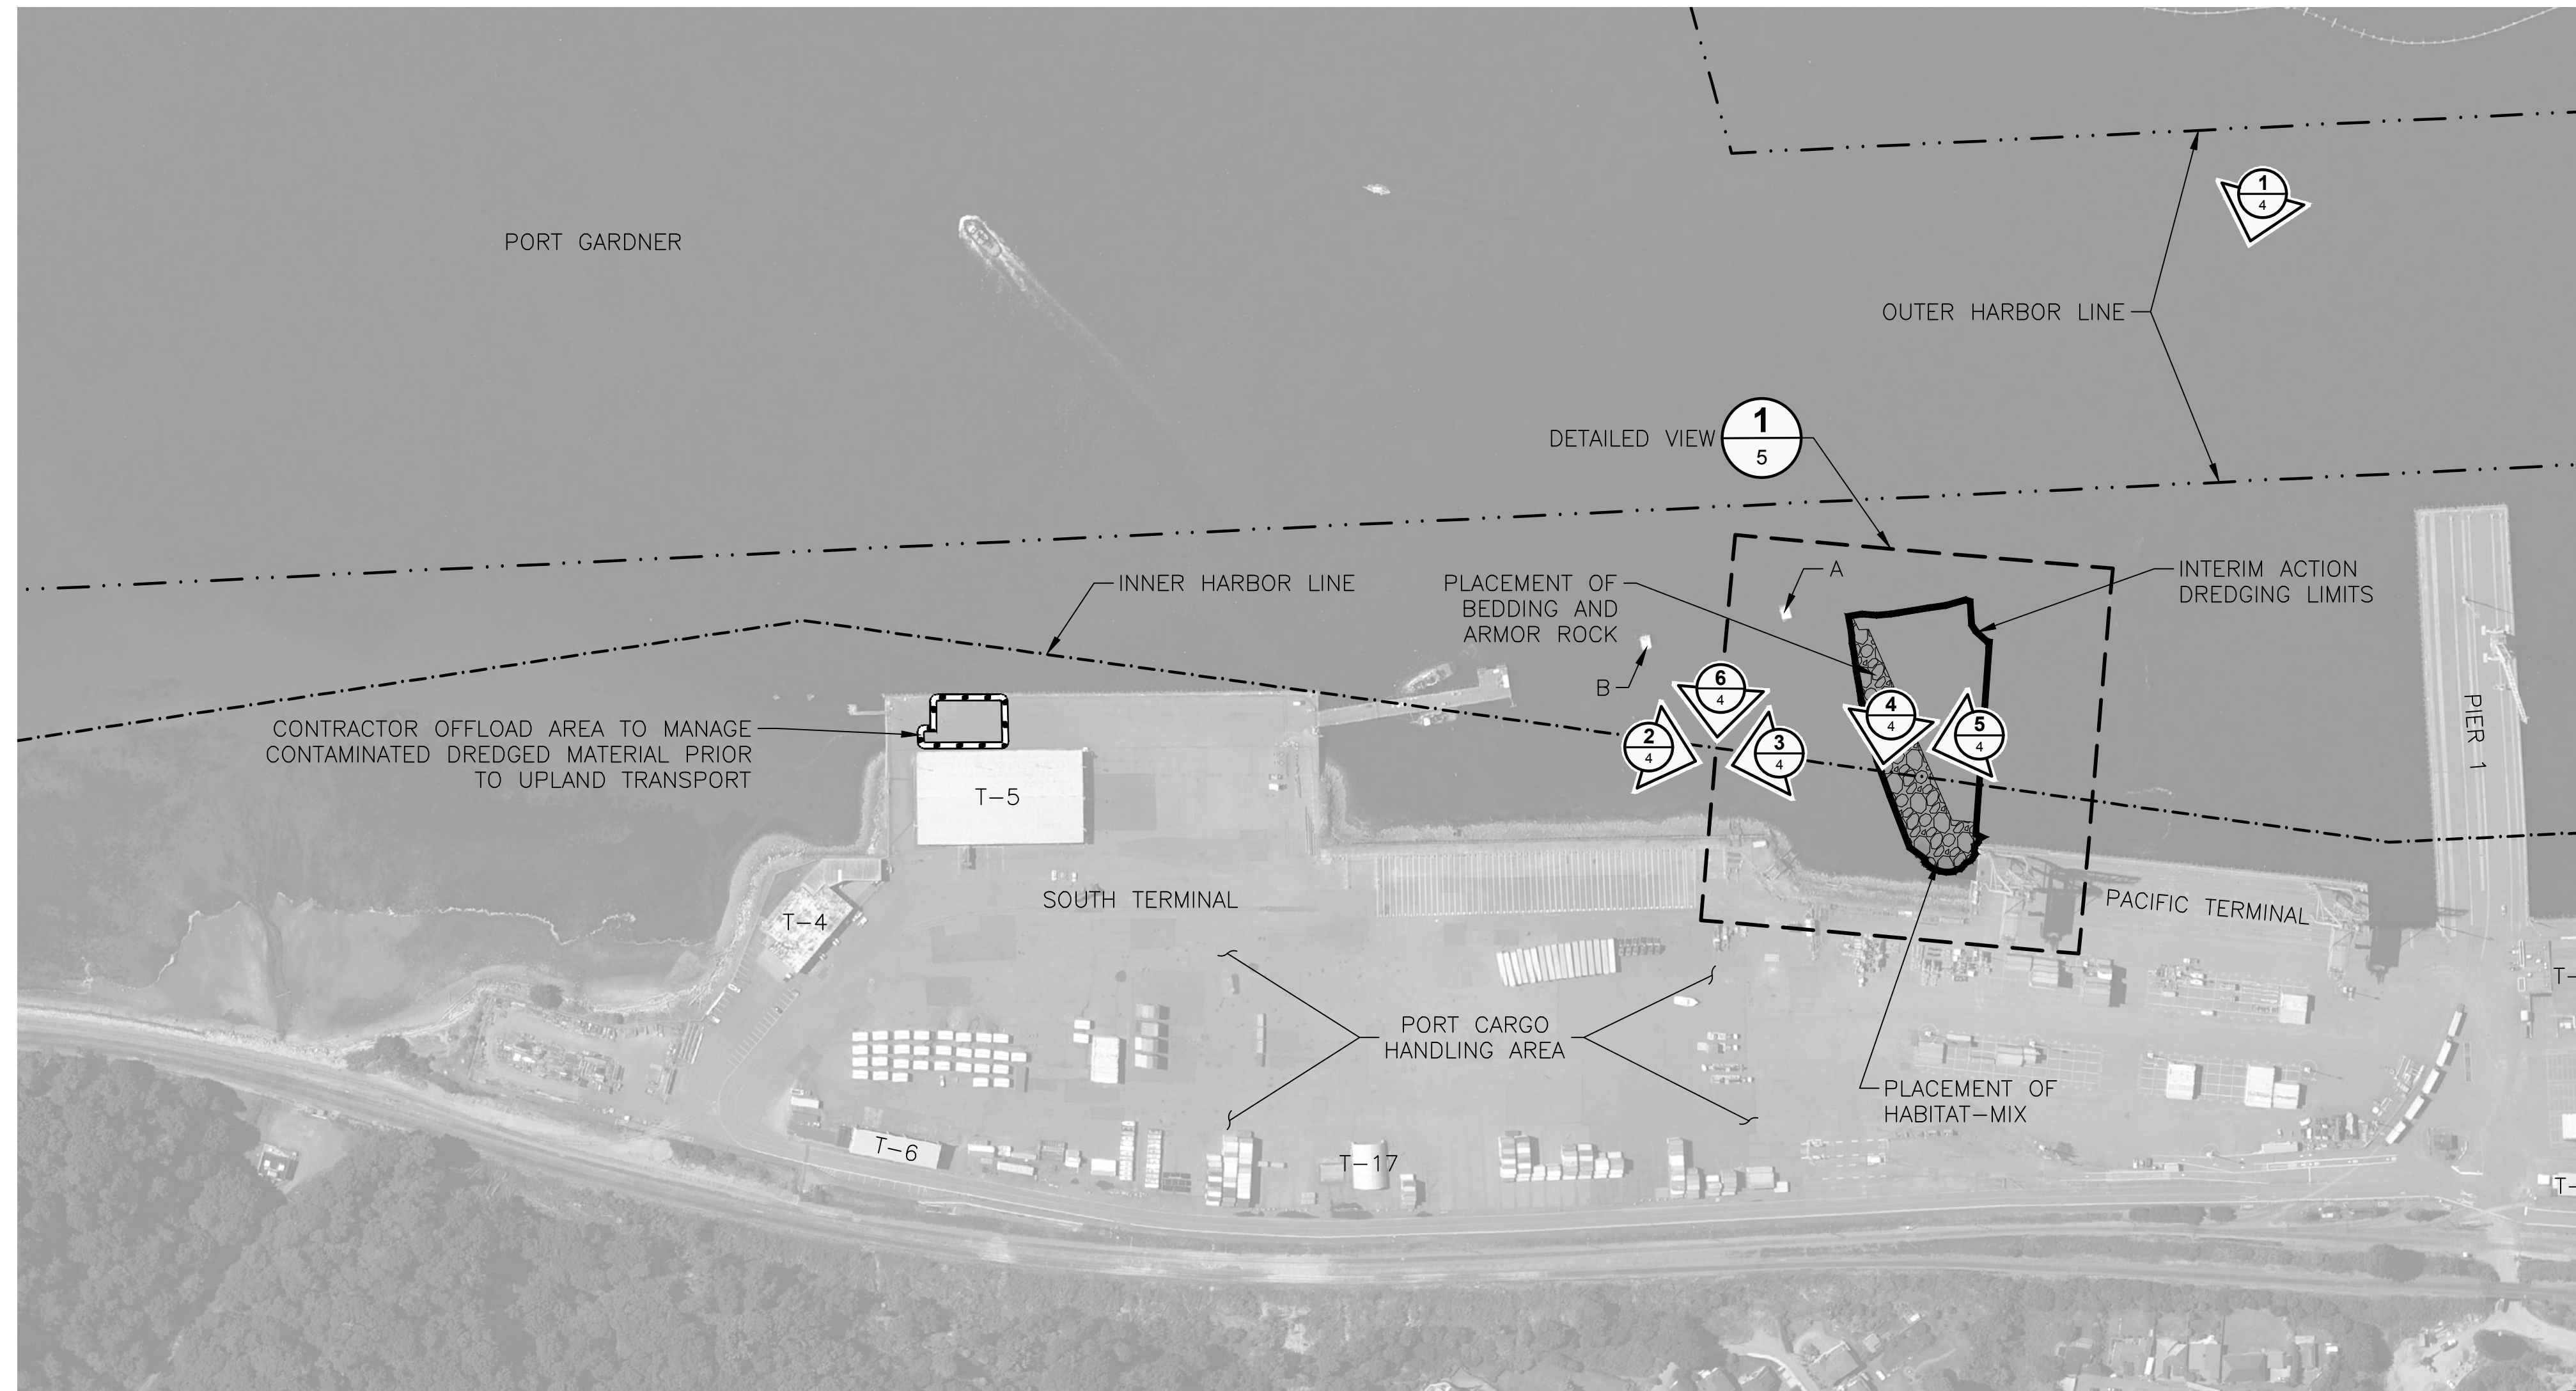 1
4
PORT GARDNER
OUTER HARBOR LINE
DETAILED VIEW
1
5
INNER HARBOR LINE
PLACEMENT OF
BEDDING AND
ARMOR ROCK
A
INTERIM ACTION
DREDGING LIMITS
B
6
4
2
4
3
4
4
4
5
4
PIER 1
CONTRACTOR OFFLOAD AREA TO MANAGE
CONTAMINATED DREDGED MATERIAL PRIOR
TO UPLAND TRANSPORT
T-5
SOUTH TERMINAL
T-4
PACIFIC TERMINAL
T-
PORT CARGO
HANDLING AREA
PLACEMENT OF
HABITAT-MIX
T-6
T-17
T-